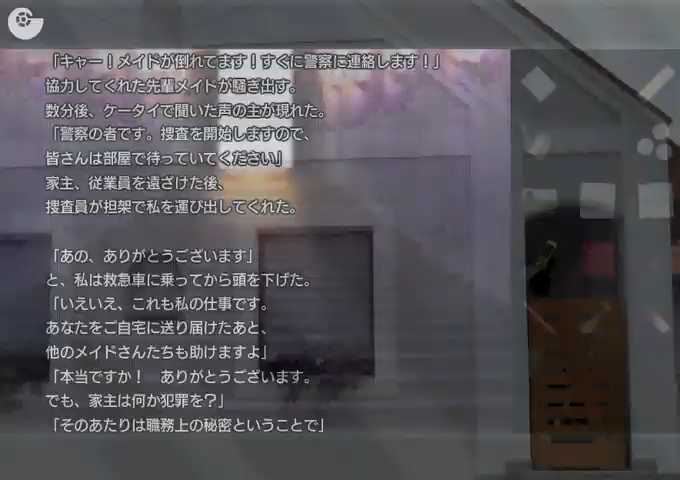 「キャー！メイドが倒れてます！すぐに警察に連絡します！」
協力してくれた先輩メイドが騒ぎ出す。
数分後、ケータイで聞いた声の主が現れた。
「警察の者です。捜査を開始しますので、
皆さんは部屋で待っていてください」
家主、従業員を遠ざけた後、
捜査員が担架で私を運び出してくれた。
「あの、ありがとうございます」
と、私は救急車に乗ってから頭を下げた。
「いえいえ、これも私の仕事です。
あなたをご自宅に送り届けたあと、
他のメイドさんたちも助けますよ」
「本当ですか！　ありがとうございます。
でも、家主は何か犯罪を？」
「そのあたりは職務上の秘密ということで」